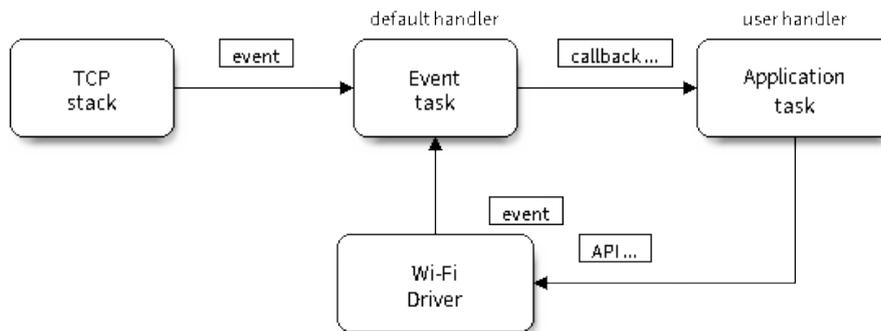 default handler
user handler
event
callback ...
TCP
stack
Event
task
Application
task
event
API ...
Wi-Fi
Driver